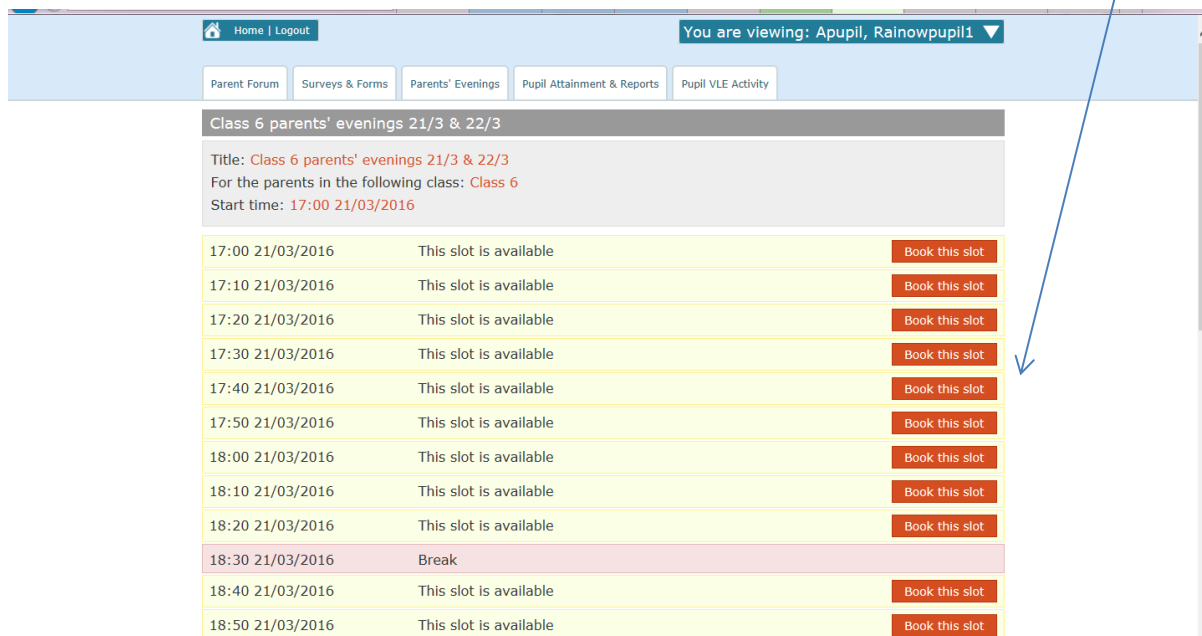 Home | Logout
You are viewing: Apupil, Rainowpupil1
Parent Forum Surveys & Forms Parents' Evenings Pupil Attainment & Reports Pupil VLE Activity
Class 6 parents' evenings 21/3 & 22/3
Title: Class 6 parents' evenings 21/3 & 22/3
For the parents in the following class: Class 6
Start time: 17:00 21/03/2016
17:00 21/03/2016 This slot is available Book this slot
17:10 21/03/2016 This slot is available Book this slot
17:20 21/03/2016 This slot is available Book this slot
17:30 21/03/2016 This slot is available Book this slot
17:40 21/03/2016 This slot is available Book this slot
17:50 21/03/2016 This slot is available Book this slot
18:00 21/03/2016 This slot is available Book this slot
18:10 21/03/2016 This slot is available Book this slot
18:20 21/03/2016 This slot is available Book this slot
18:30 21/03/2016 Break
18:40 21/03/2016 This slot is available Book this slot
18:50 21/03/2016 This slot is available Book this slot